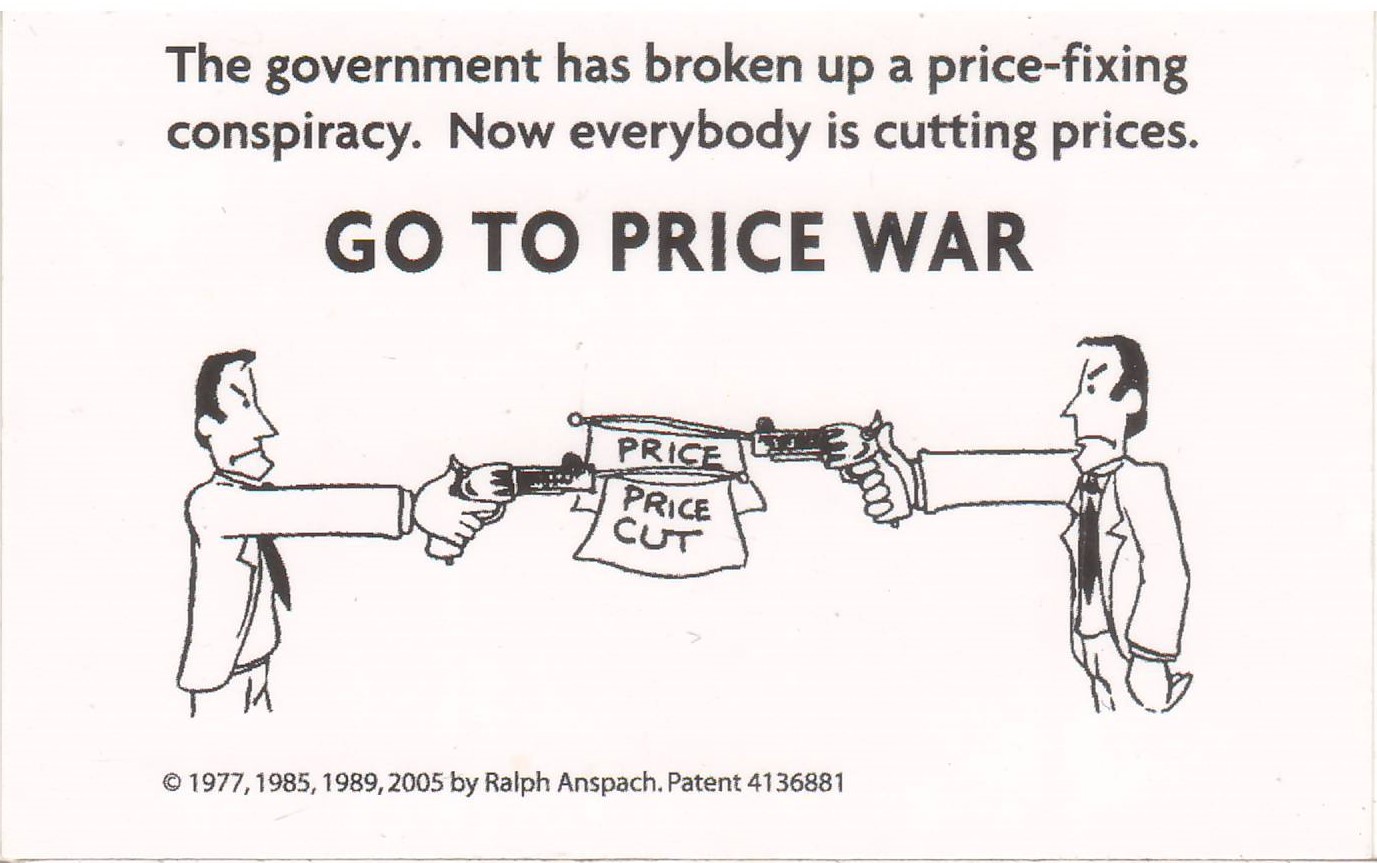 The government has broken up a price-fixing
conspiracy. Now everybody is cutting prices.
GO TO PRICE WAR
PRICE
PRICE
CUT
© 1977, 1985, 1989, 2005 by Ralph Anspach. Patent 4136881